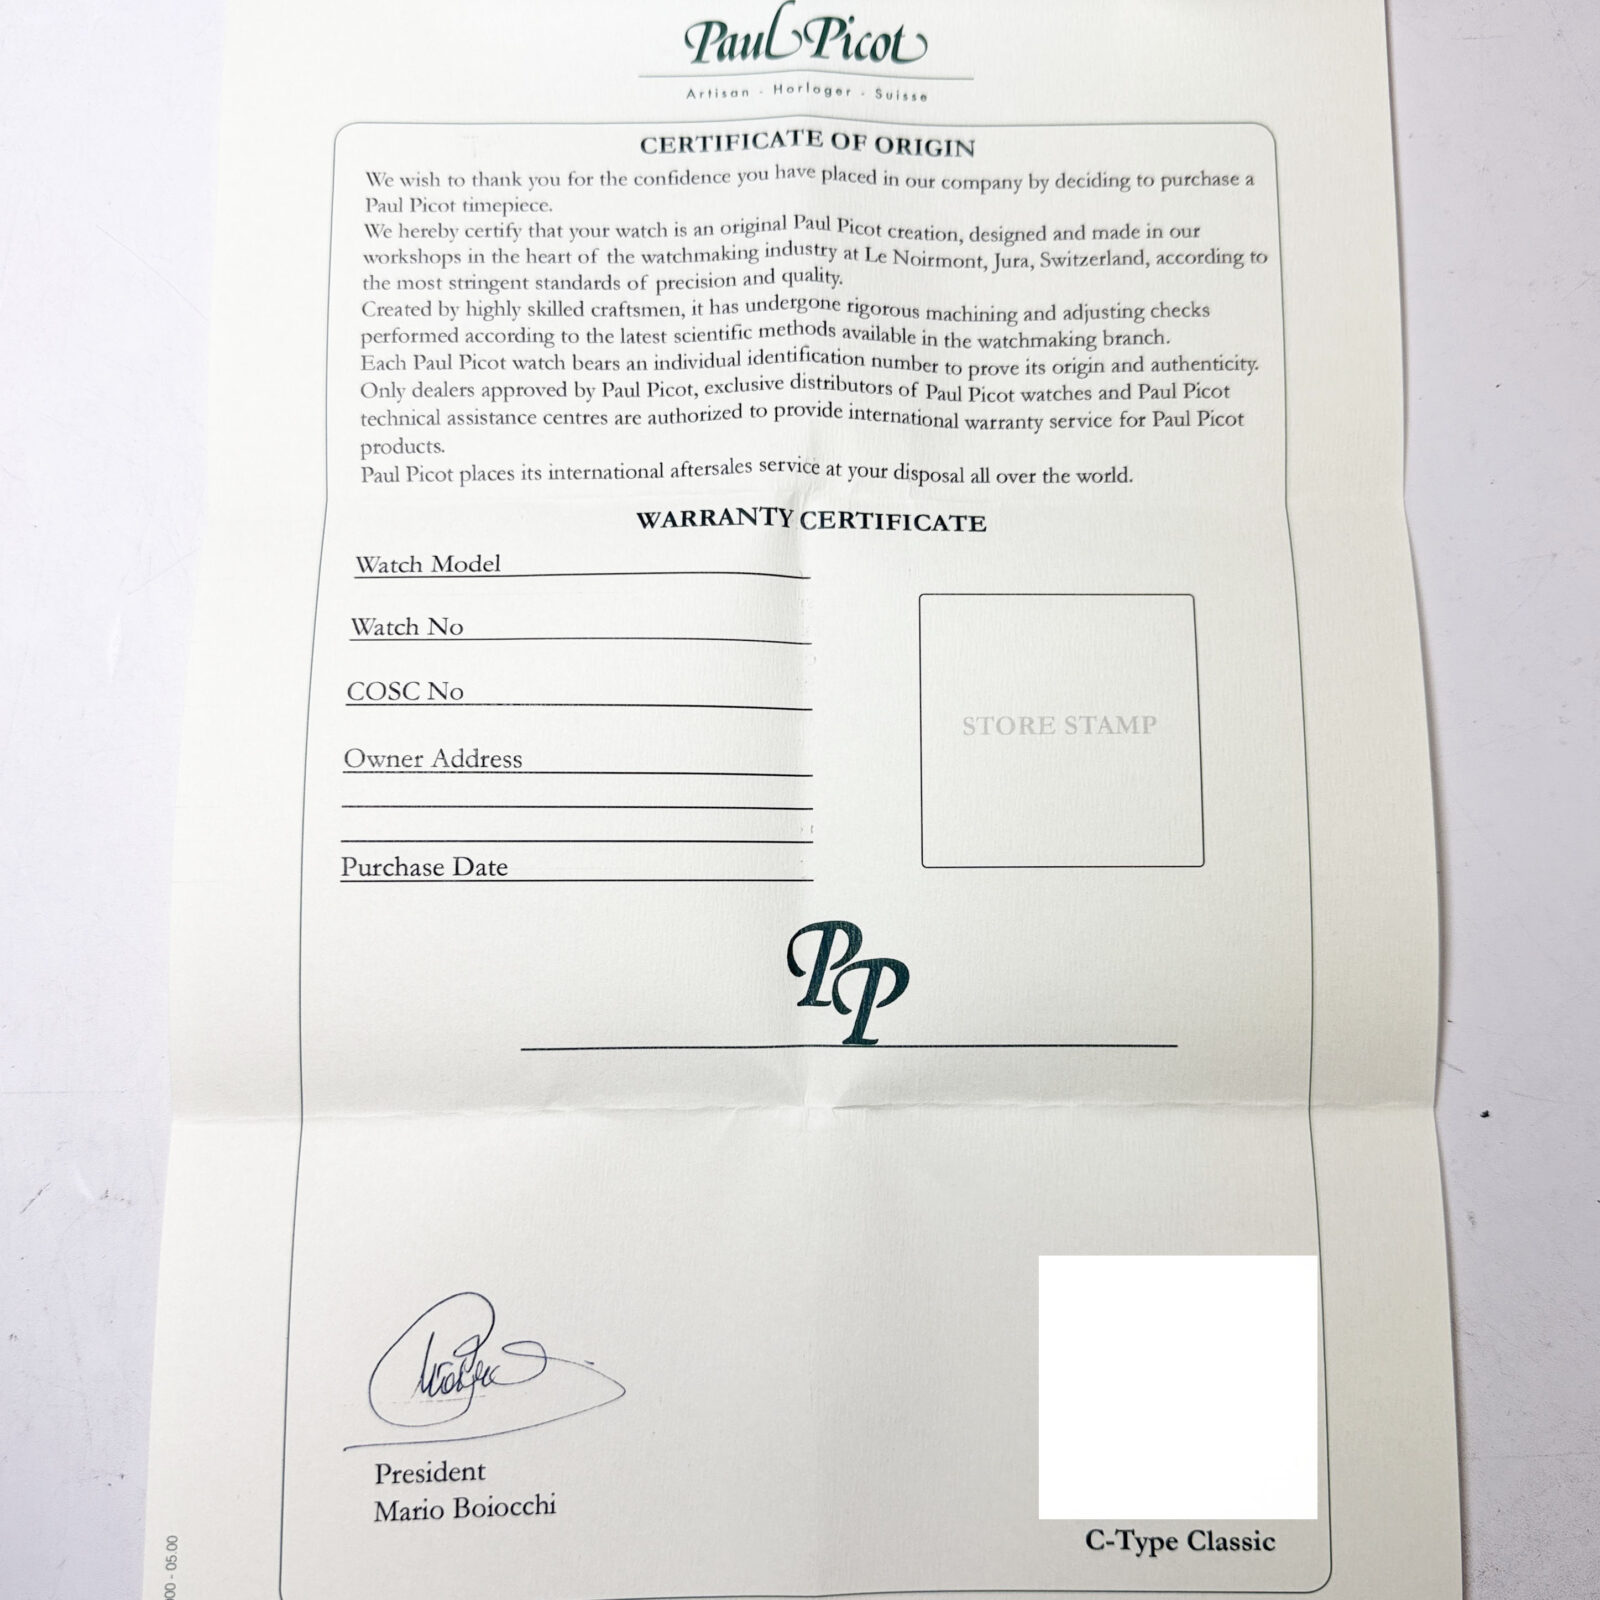 Paul Picot
Artisan - Horloger - Suisse
CERTIFICATE OF ORIGIN
We wish to thank you for the confidence you have placed in our company by deciding to purchase a
Paul Picot timepiece.
We hereby certify that your watch is an original Paul Picot creation, designed and made in our
workshops in the heart of the watchmaking industry at Le Noirmont, Jura, Switzerland, according to
the most stringent standards of precision and quality.
Created by highly skilled craftsmen, it has undergone rigorous machining and adjusting checks
performed according to the latest scientific methods available in the watchmaking branch.
Each Paul Picot watch bears an individual identification number to prove its origin and authenticity.
Only dealers approved by Paul Picot, exclusive distributors of Paul Picot watches and Paul Picot
technical assistance centres are authorized to provide international warranty service for Paul Picot
products.
Paul Picot places its international aftersales service at your disposal all over the world.
WARRANTY CERTIFICATE
Watch Model
Watch No
COSC No
Owner Address
Purchase Date
STORE STAMP
PP
President
Mario Boiocchi
C-Type Classic
00 - 05.00